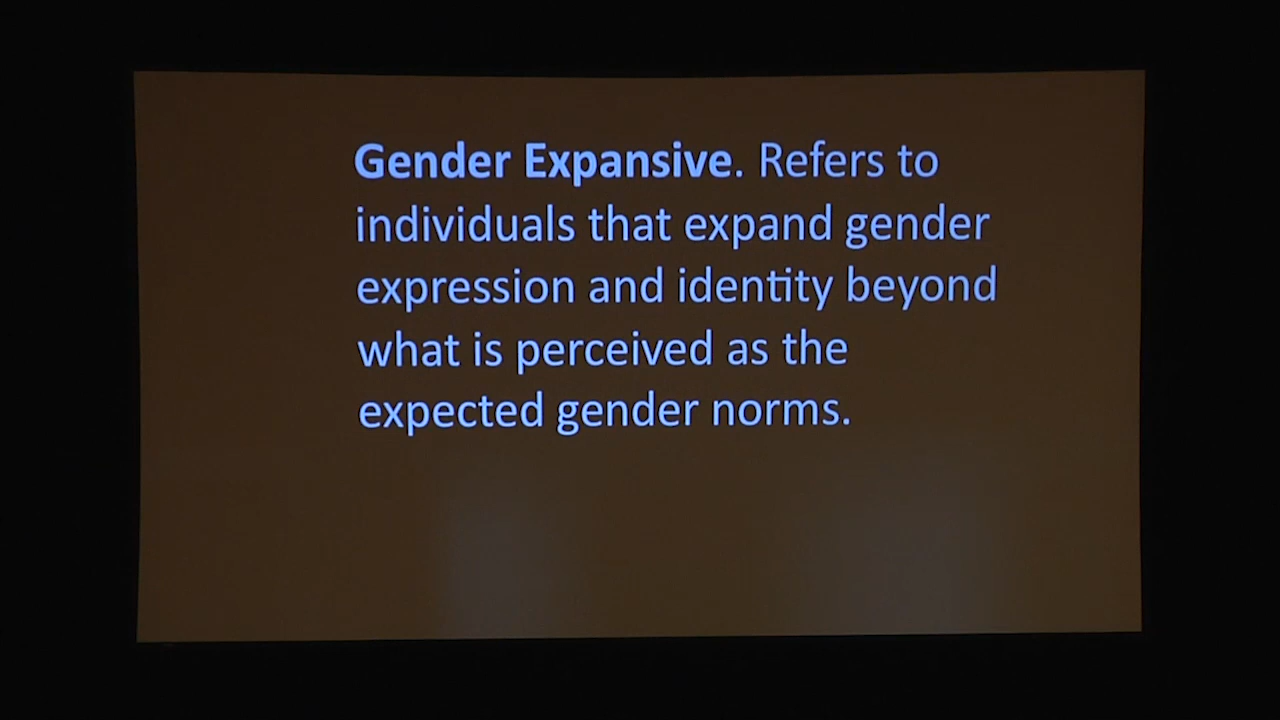 Gender Expansive. Refers to
individuals that expand gender
expression and identity beyond
what is perceived as the
expected gender norms.